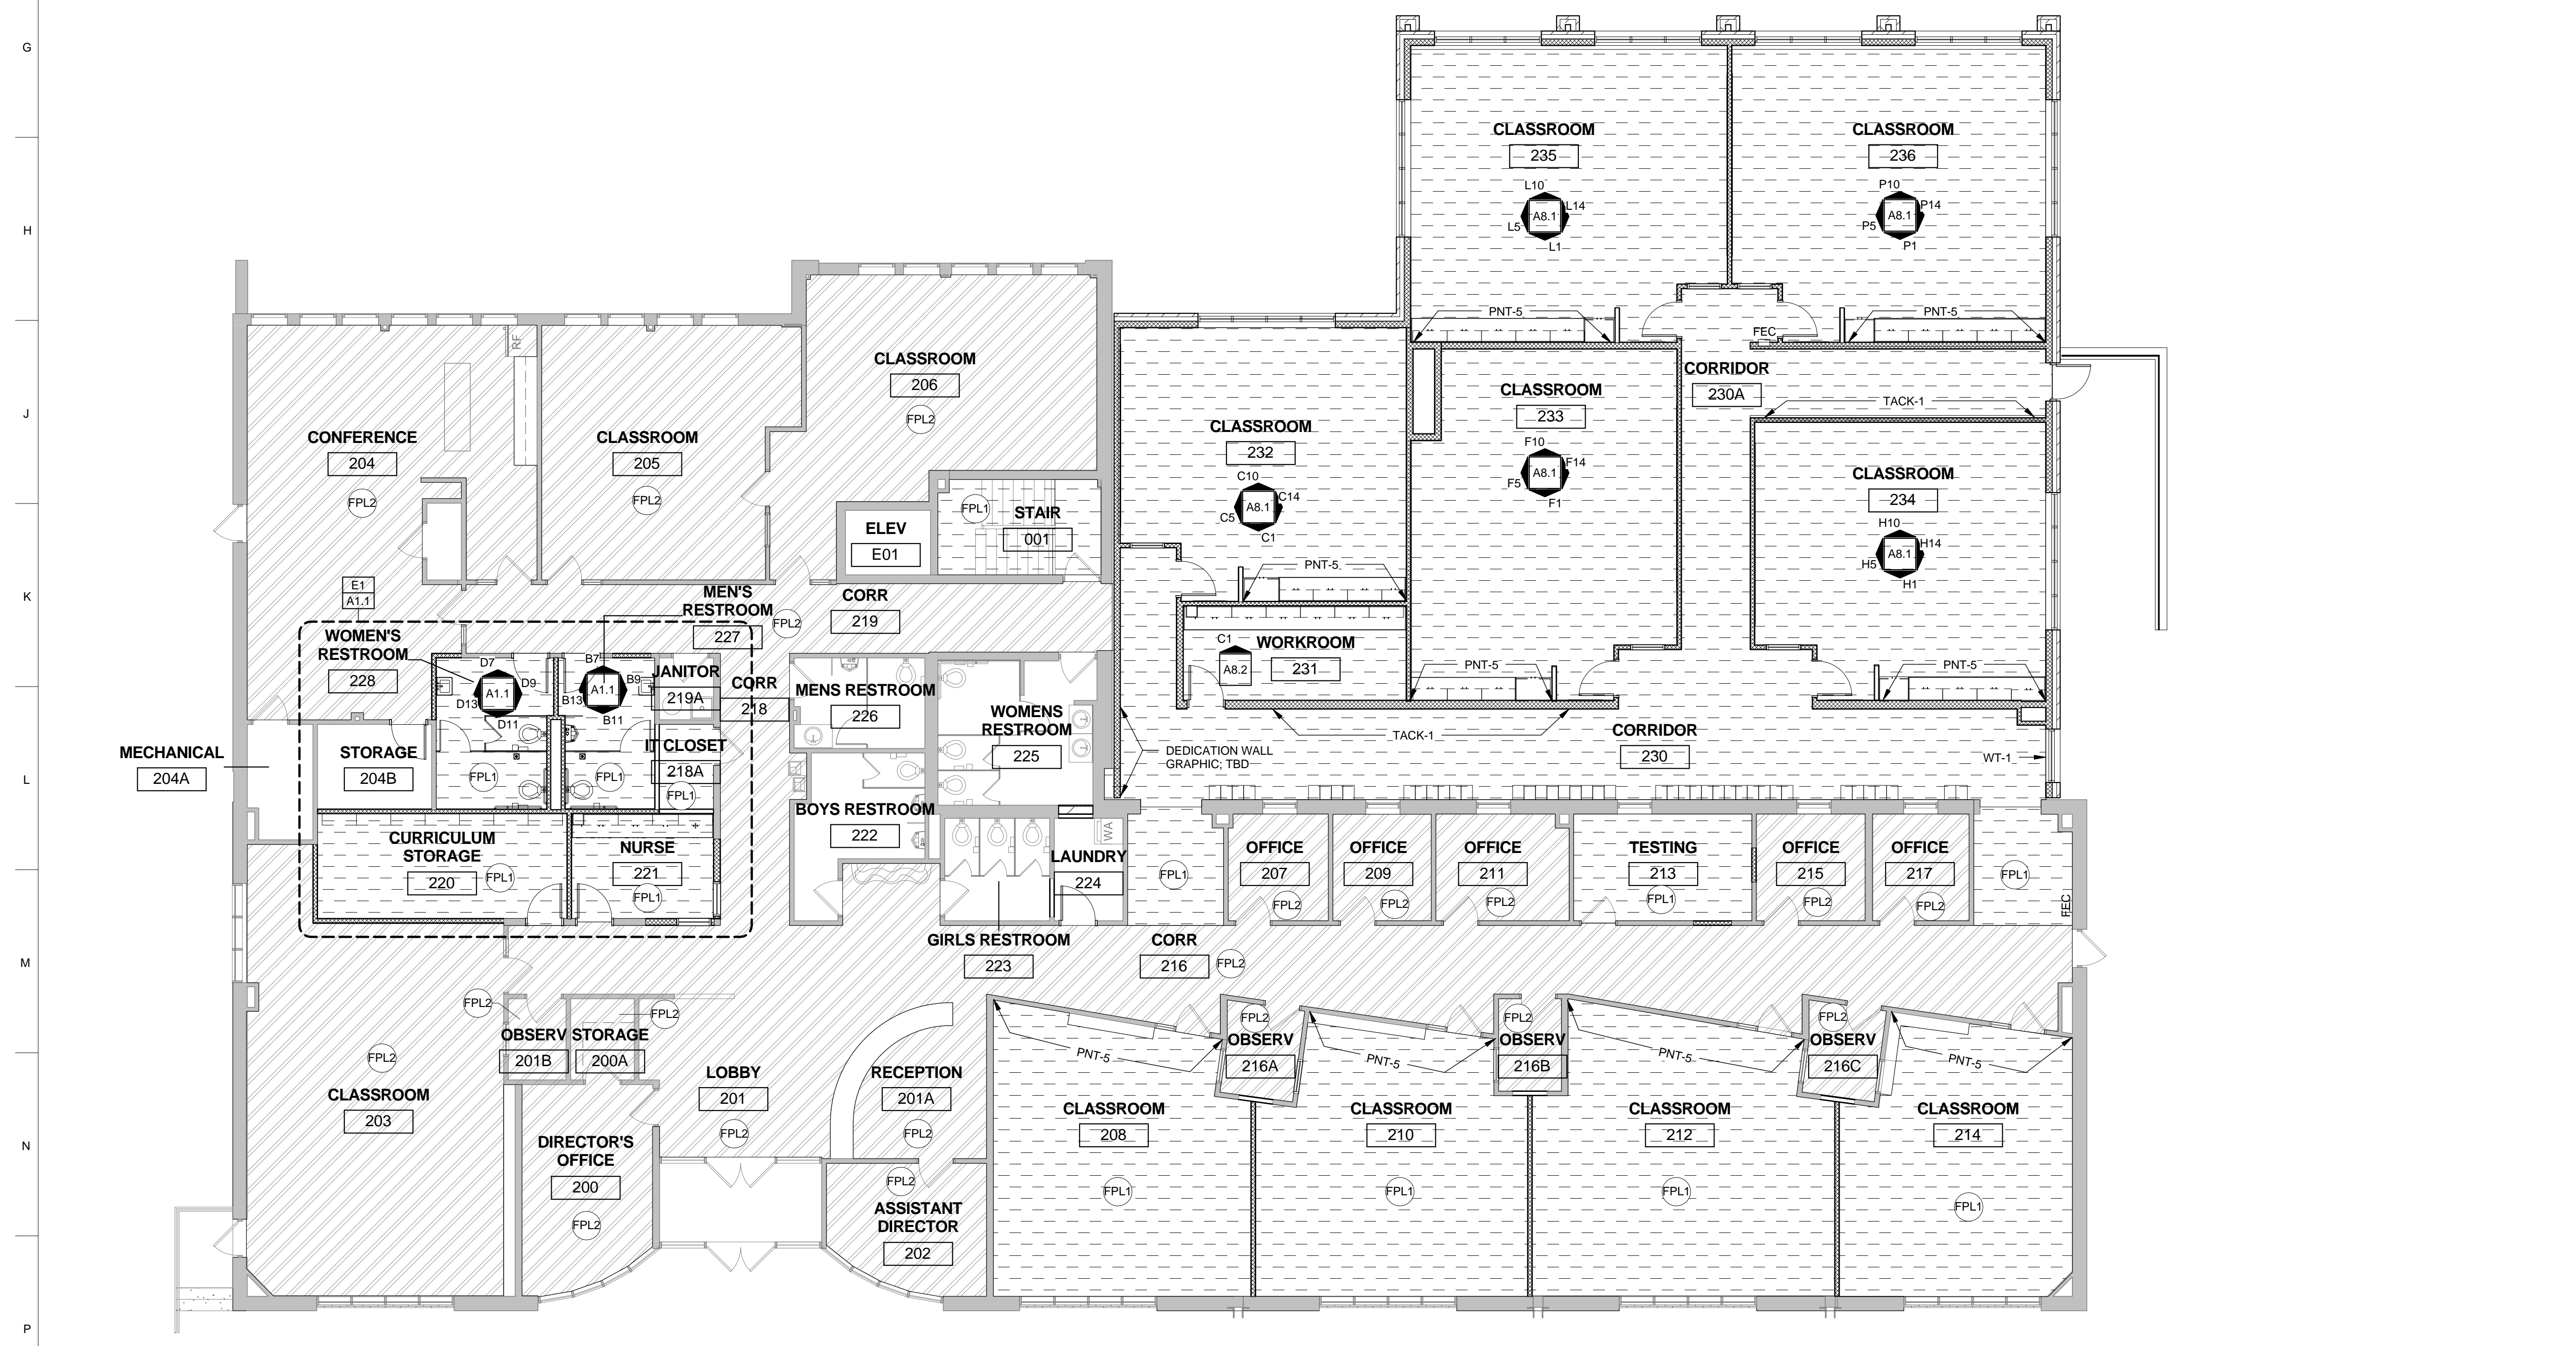 G
H
J
K
L
M
N
P
CLASSROOM
235
L10
L14
A8.1
L5
L1
CLASSROOM
236
P10
P14
A8.1
P5
P1
PNT-5
FEC
PNT-5
CORRIDOR
230A
TACK-1
CLASSROOM
206
FPL2
CONFERENCE
204
FPL2
RF
CLASSROOM
205
FPL2
ELEV
E01
FPL1
STAIR
001
CLASSROOM
232
C10
C14
A8.1
C5
C1
PNT-5
CLASSROOM
233
F10
F14
A8.1
F5
F1
PNT-5
CLASSROOM
234
H10
H14
A8.1
H5
H1
PNT-5
E1
A1.1
MEN'S
RESTROOM
227
FPL2
CORR
219
WOMEN'S
RESTROOM
228
D7
D9
A1.1
D13
D11
B7
B9
A1.1
B13
B11
JANITOR
219A
CORR
218
MENS RESTROOM
226
WOMENS
RESTROOM
225
C1
A8.2
WORKROOM
231
TACK-1
DEDICATION WALL
GRAPHIC; TBD
CORRIDOR
230
WT-1
MECHANICAL
204A
STORAGE
204B
FPL1
FPL1
IT CLOSET
218A
FPL1
BOYS RESTROOM
222
CURRICULUM
STORAGE
220
FPL1
NURSE
221
FPL1
WA
LAUNDRY
224
GIRLS RESTROOM
223
FPL1
OFFICE
207
FPL2
OFFICE
209
FPL2
OFFICE
211
FPL2
TESTING
213
FPL1
OFFICE
215
FPL2
OFFICE
217
FPL2
FPL1
FEC
CORR
216
FPL2
FPL2
OBSERV
201B
STORAGE
200A
FPL2
FPL2
OBSERV
216A
FPL2
OBSERV
216B
FPL2
OBSERV
216C
PNT-5
PNT-5
PNT-5
PNT-5
FPL2
CLASSROOM
203
LOBBY
201
FPL2
RECEPTION
201A
FPL2
DIRECTOR'S
OFFICE
200
FPL2
FPL2
ASSISTANT
DIRECTOR
202
CLASSROOM
208
FPL1
CLASSROOM
210
FPL1
CLASSROOM
212
FPL1
CLASSROOM
214
FPL1